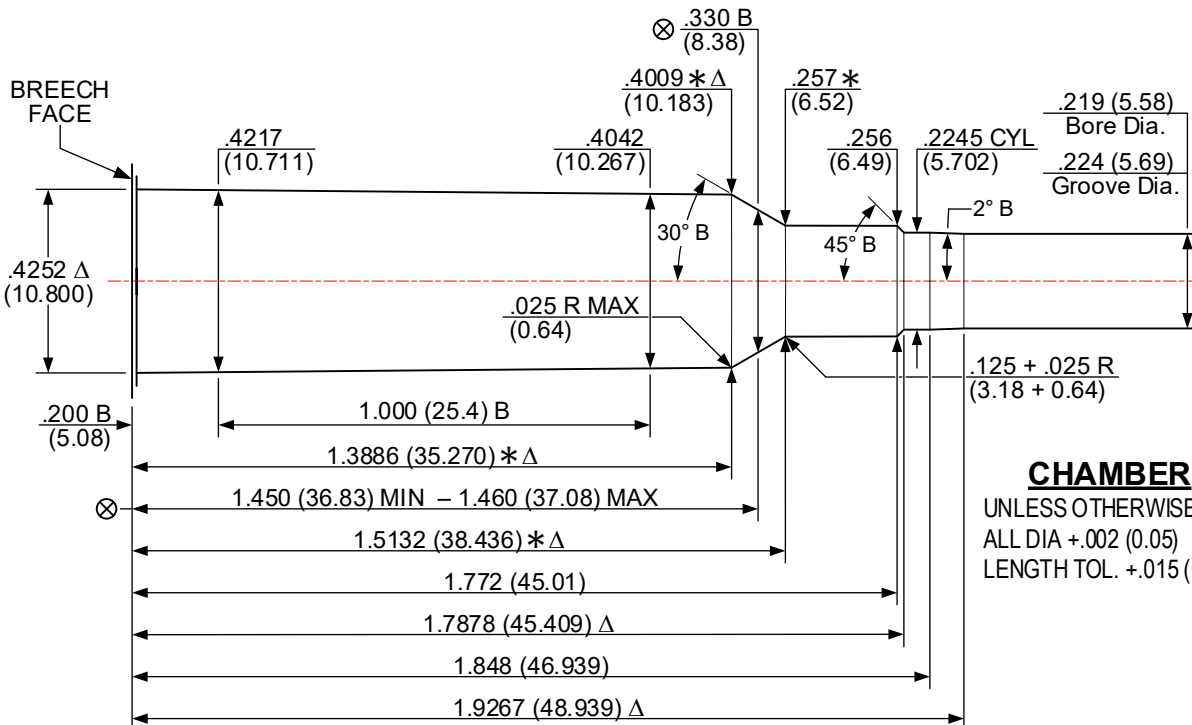 ⊗ .330 B
(8.38)
BREECH
FACE
.4009 * Δ
(10.183)
.257 *
(6.52)
.4217
(10.711)
.4042
(10.267)
.256
(6.49)
.2245 CYL
(5.702)
.219 (5.58)
Bore Dia.
.224 (5.69)
Groove Dia.
30° B
45° B
2° B
.4252 Δ
(10.800)
.025 R MAX
(0.64)
.125 + .025 R
(3.18 + 0.64)
.200 B
(5.08)
1.000 (25.4) B
1.3886 (35.270) * Δ
⊗ 1.450 (36.83) MIN – 1.460 (37.08) MAX
1.5132 (38.436) * Δ
1.772 (45.01)
1.7878 (45.409) Δ
1.848 (46.939)
1.9267 (48.939) Δ
CHAMBER
UNLESS OTHERWISE
ALL DIA +.002 (0.05)
LENGTH TOL. +.015 (